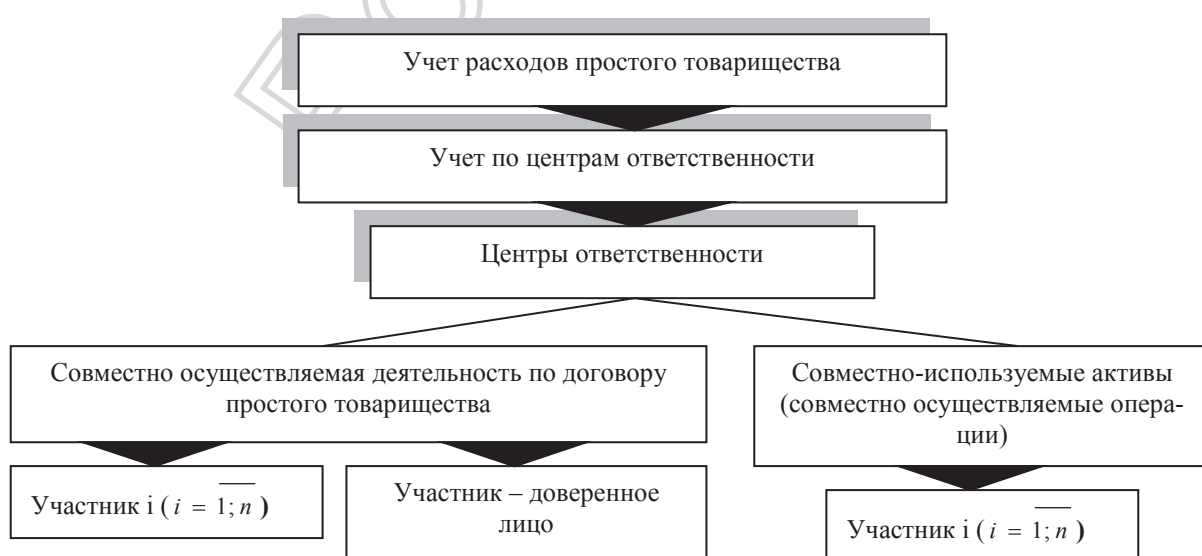 Учет расходов простого товарищества
Учет по центрам ответственности
Центры ответственности
Совместно осуществляемая деятельность по договору
простого товарищества
Совместно-используемые активы
(совместно осуществляемые опера-
ции)
Участник i ( i = 1; n )
Участник – доверенное
лицо
Участник i ( i = 1; n )